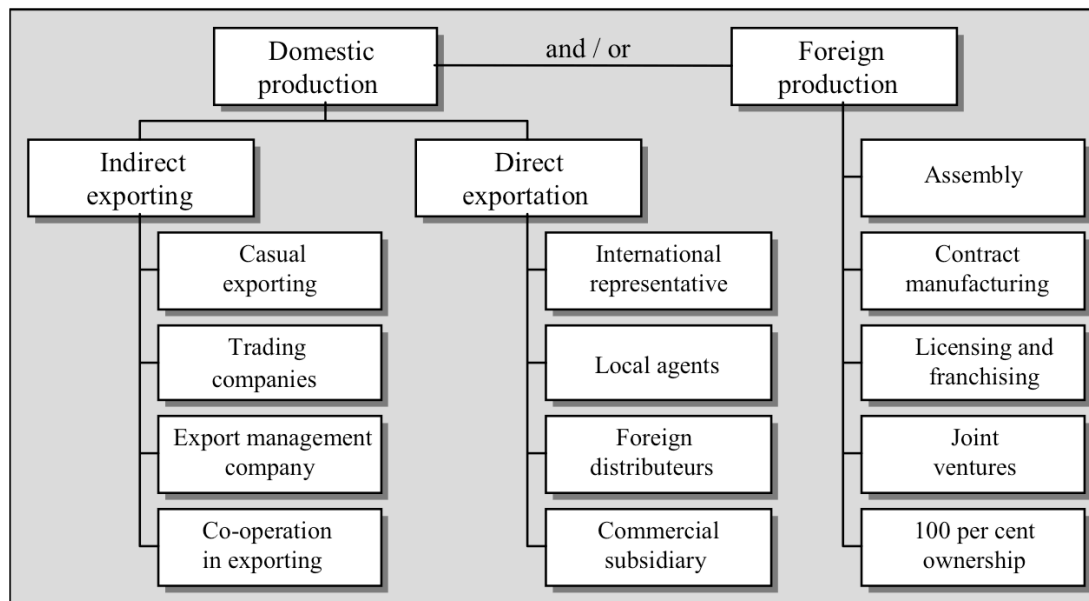 Domestic
production
and / or
Foreign
production
Indirect
exporting
Casual
exporting
Trading
companies
Export management
company
Co-operation
in exporting
Direct
exportation
International
representative
Local agents
Foreign
distributeurs
Commercial
subsidiary
Assembly
Contract
manufacturing
Licensing and
franchising
Joint
ventures
100 per cent
ownership